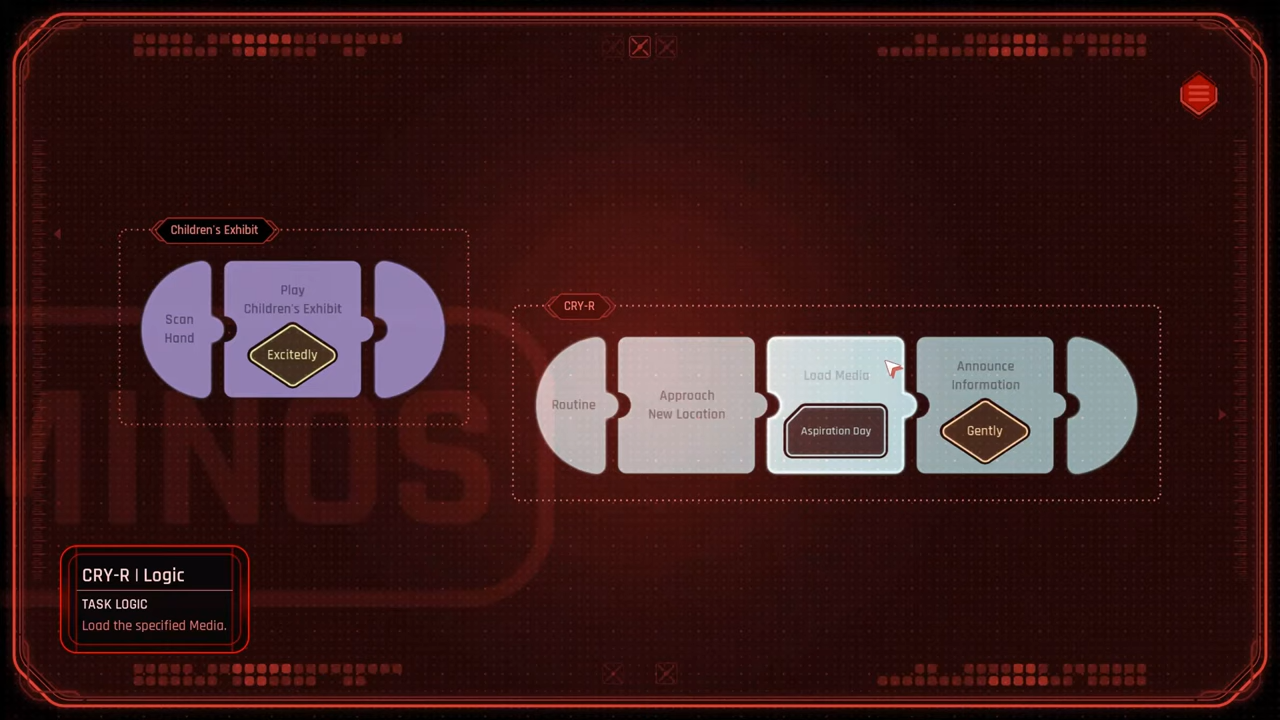 Children's Exhibit
Scan
Hand
Play
Children's Exhibit
Excitedly
CRY-R
Routine
Approach
New Location
Load Media
Aspiration Day
Announce
Information
Gently
MINOS
CRY-R | Logic
TASK LOGIC
Load the specified Media.